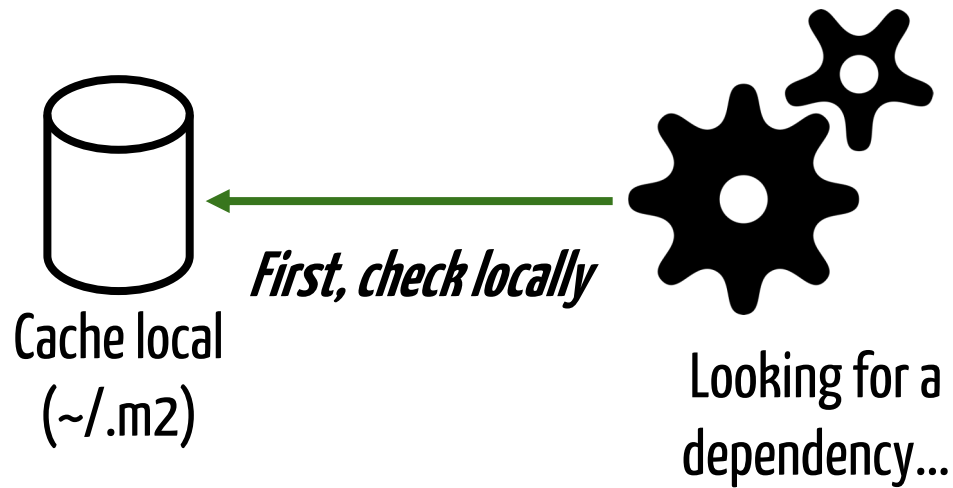 First, check locally
Cache local
(~/.m2)
Looking for a
dependency...